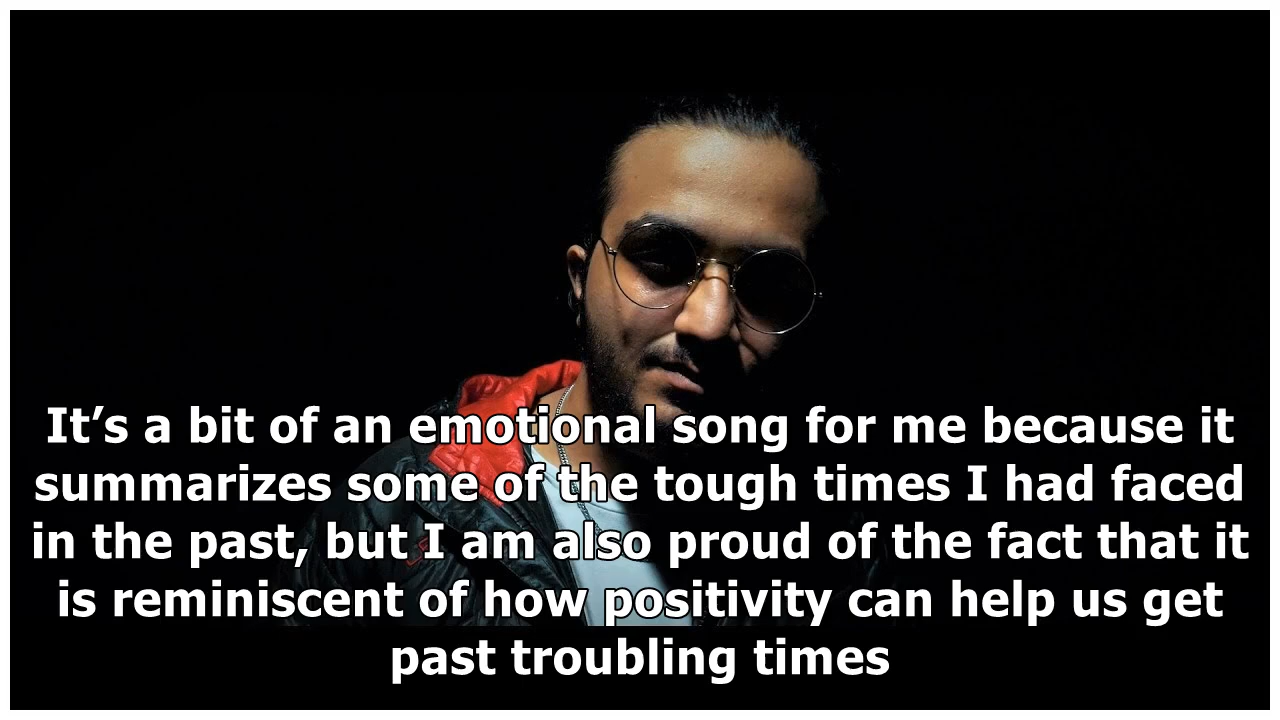 It’s a bit of an emotional song for me because it
summarizes some of the tough times I had faced
in the past, but I am also proud of the fact that it
is reminiscent of how positivity can help us get
past troubling times